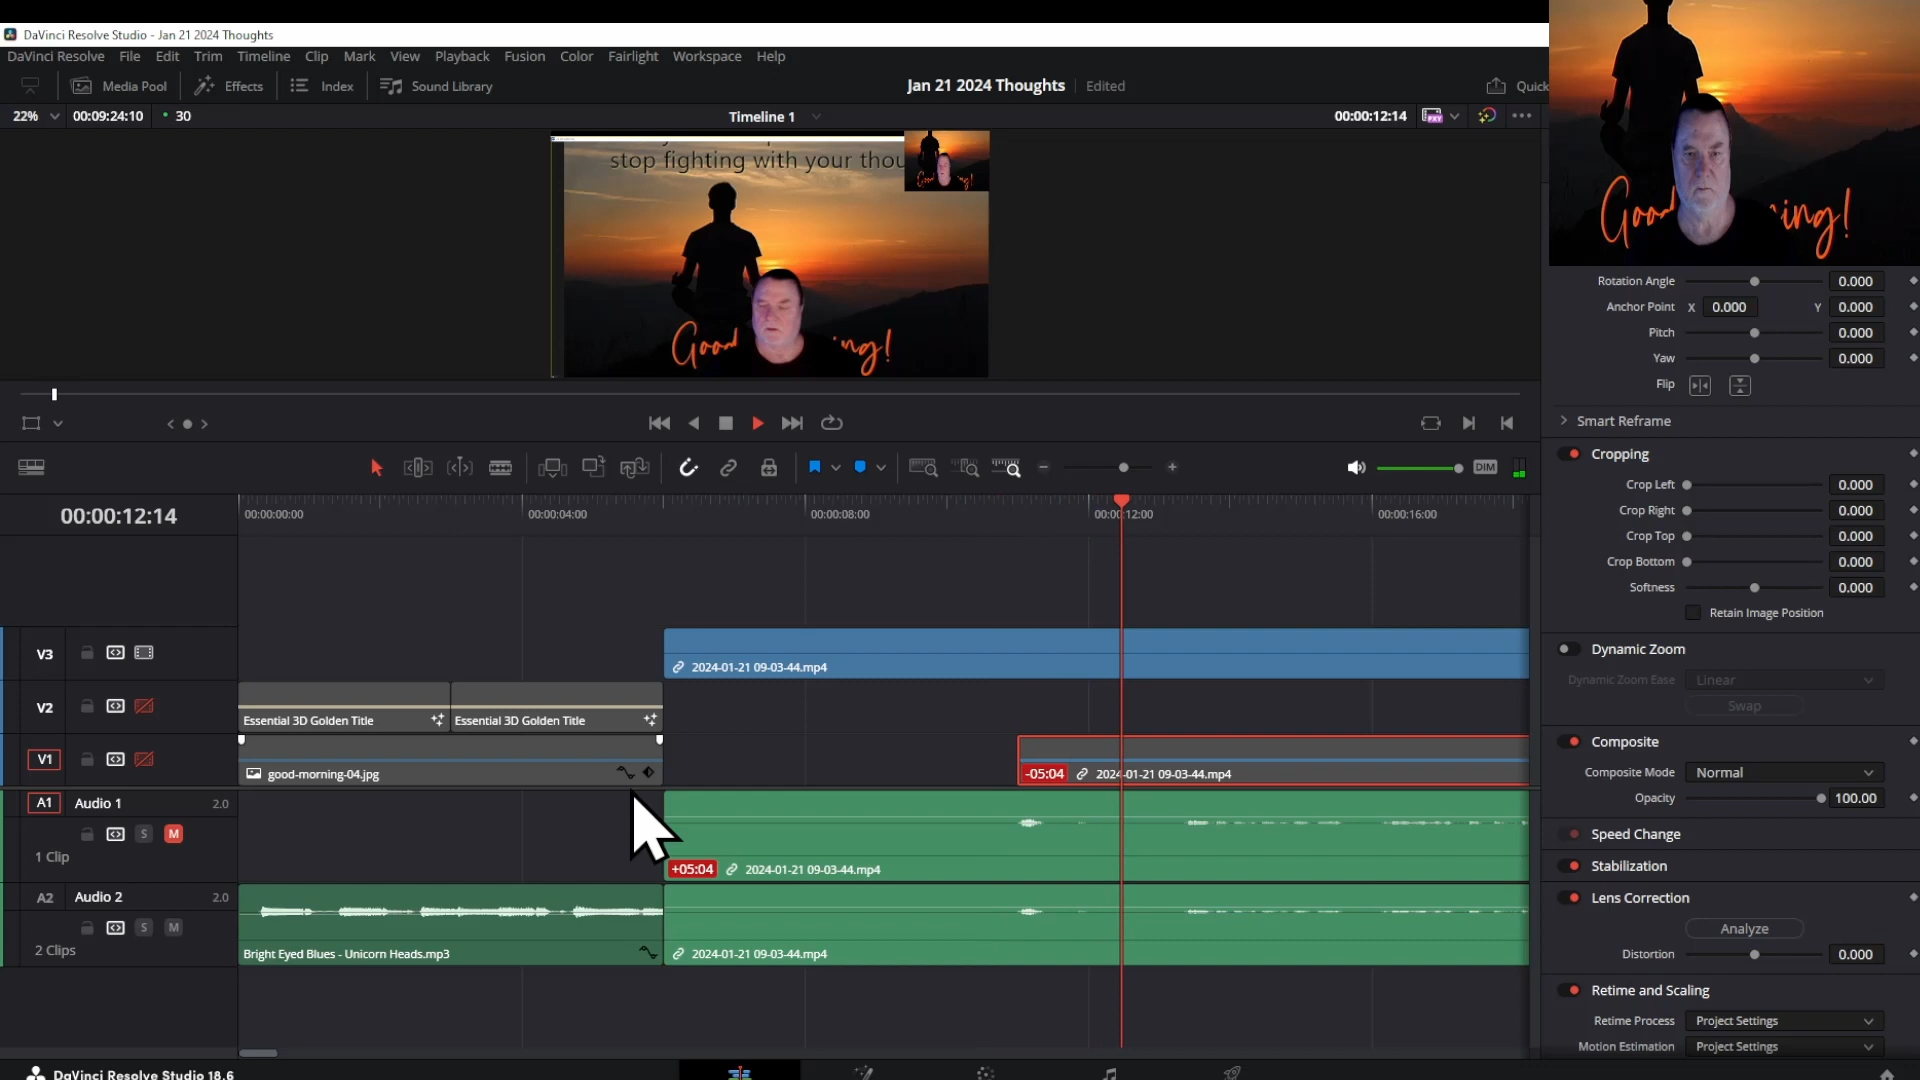 DaVinci Resolve Studio - Jan 21 2024 Thoughts
DaVinci Resolve File Edit Trim Timeline Clip Mark View Playback Fusion Color Fairlight Workspace Help
Media Pool Effects Index Sound Library Jan 21 2024 Thoughts Edited Quick
22% 00:09:24:10 30 Timeline 1 00:00:12:14
stop fighting with your thou
Good ing!
Good ing!
Rotation Angle 0.000
Anchor Point X 0.000 Y 0.000
Pitch 0.000
Yaw 0.000
Flip
Smart Reframe
Cropping
Crop Left 0.000
Crop Right 0.000
Crop Top 0.000
Crop Bottom 0.000
Softness 0.000
Retain Image Position
Dynamic Zoom
Dynamic Zoom Ease Linear
Swap
Composite
Composite Mode Normal
Opacity 100.00
Speed Change
Stabilization
Lens Correction
Analyze
Distortion 0.000
Retime and Scaling
Retime Process Project Settings
Motion Estimation Project Settings
DIM
00:00:12:14
00:00:00:00 00:00:04:00 00:00:08:00 00:00:12:00 00:00:16:00
V3
2024-01-21 09-03-44.mp4
V2
Essential 3D Golden Title Essential 3D Golden Title
V1
good-morning-04.jpg -05:04 2024-01-21 09-03-44.mp4
A1 Audio 1 2.0
S M
1 Clip
+05:04 2024-01-21 09-03-44.mp4
A2 Audio 2 2.0
S M
2 Clips
Bright Eyed Blues - Unicorn Heads.mp3 2024-01-21 09-03-44.mp4
DaVinci Resolve Studio 18.6